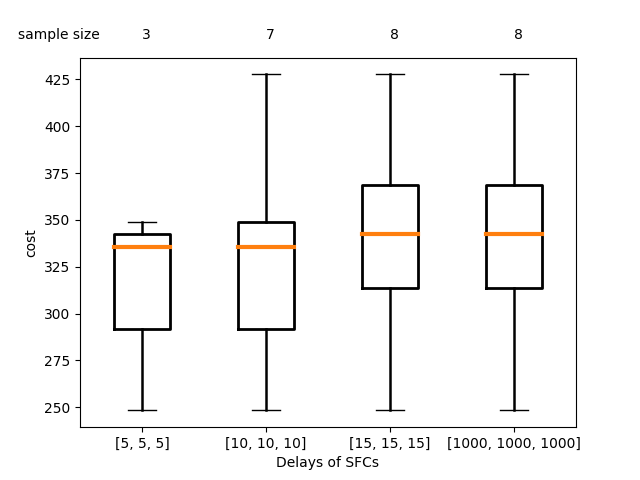 sample size 3 7 8 8
425
400
375
350
325
300
275
250
cost
[5, 5, 5] [10, 10, 10] [15, 15, 15] [1000, 1000, 1000]
Delays of SFCs